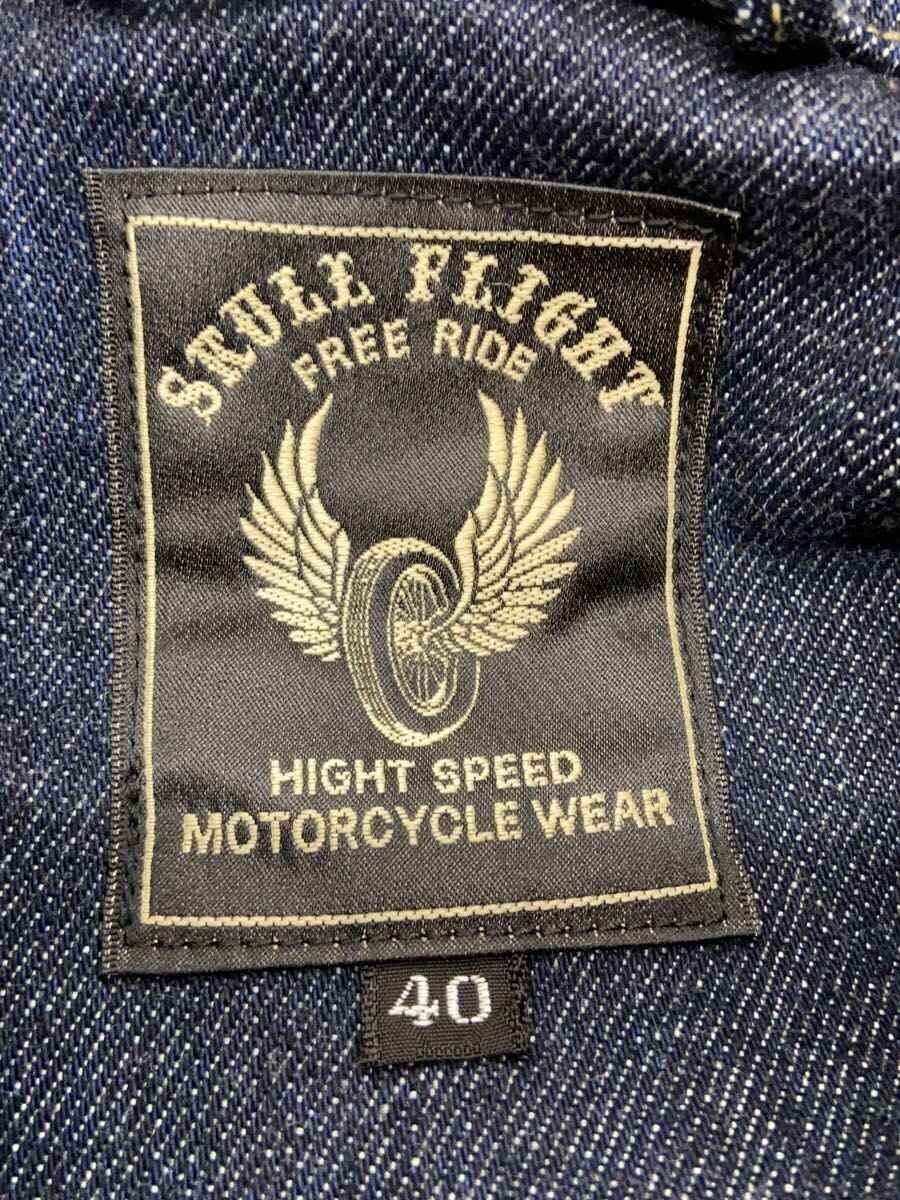 SKULL FLIGHT
FREE RIDE
HIGHT SPEED
MOTORCYCLE WEAR
40